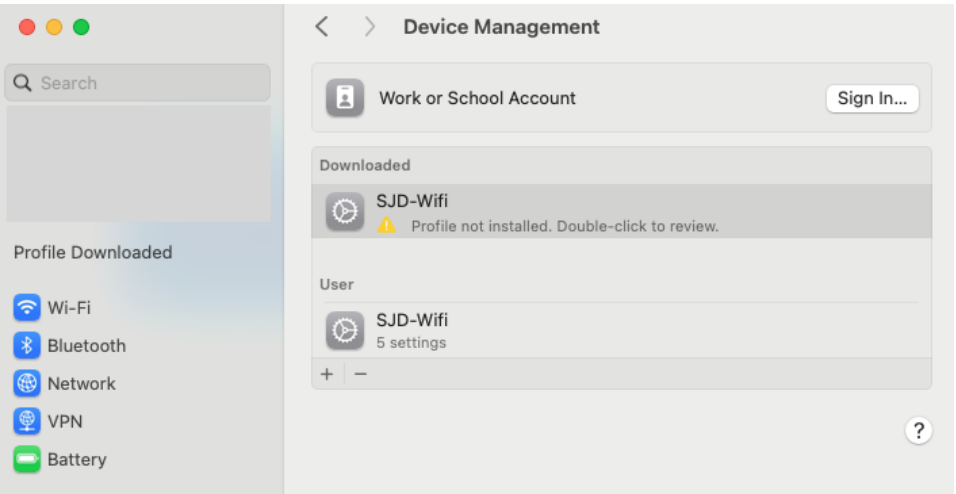 Device Management
Search
Work or School Account
Sign In...
Downloaded
SJD-Wifi
Profile not installed. Double-click to review.
Profile Downloaded
User
Wi-Fi
SJD-Wifi
5 settings
Bluetooth
Network
VPN
Battery
+ −
?